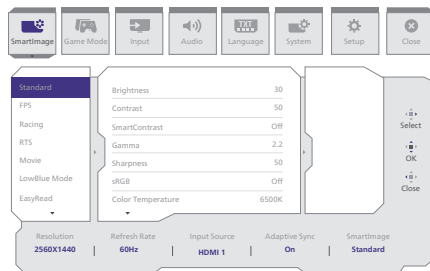 SmartImage Game Mode Input Audio Language System Setup Close
TXT
Standard
FPS
Racing
RTS
Movie
LowBlue Mode
EasyRead
Brightness 30
Contrast 50
SmartContrast Off
Gamma 2.2
Sharpness 50
sRGB Off
Color Temperature 6500K
Select
OK
Close
Resolution Refresh Rate Input Source Adaptive Sync SmartImage
2560X1440 | 60Hz | HDMI 1 | On | Standard